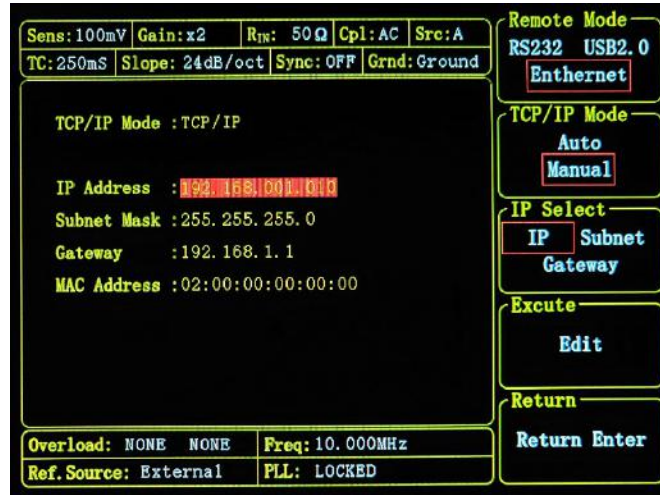 Sens:100mV Gain:x2 RIN: 50Ω Cpl:AC Src:A
TC:250mS Slope: 24dB/oct Sync:OFF Grnd:Ground
TCP/IP Mode :TCP/IP
IP Address :192.168.001.010
Subnet Mask :255.255.255.0
Gateway :192.168.1.1
MAC Address :02:00:00:00:00:00
Overload: NONE NONE Freq:10.000MHz
Ref.Source: External PLL: LOCKED
Remote Mode
RS232 USB2.0
Enthernet
TCP/IP Mode
Auto
Manual
IP Select
IP Subnet
Gateway
Excute
Edit
Return
Return Enter